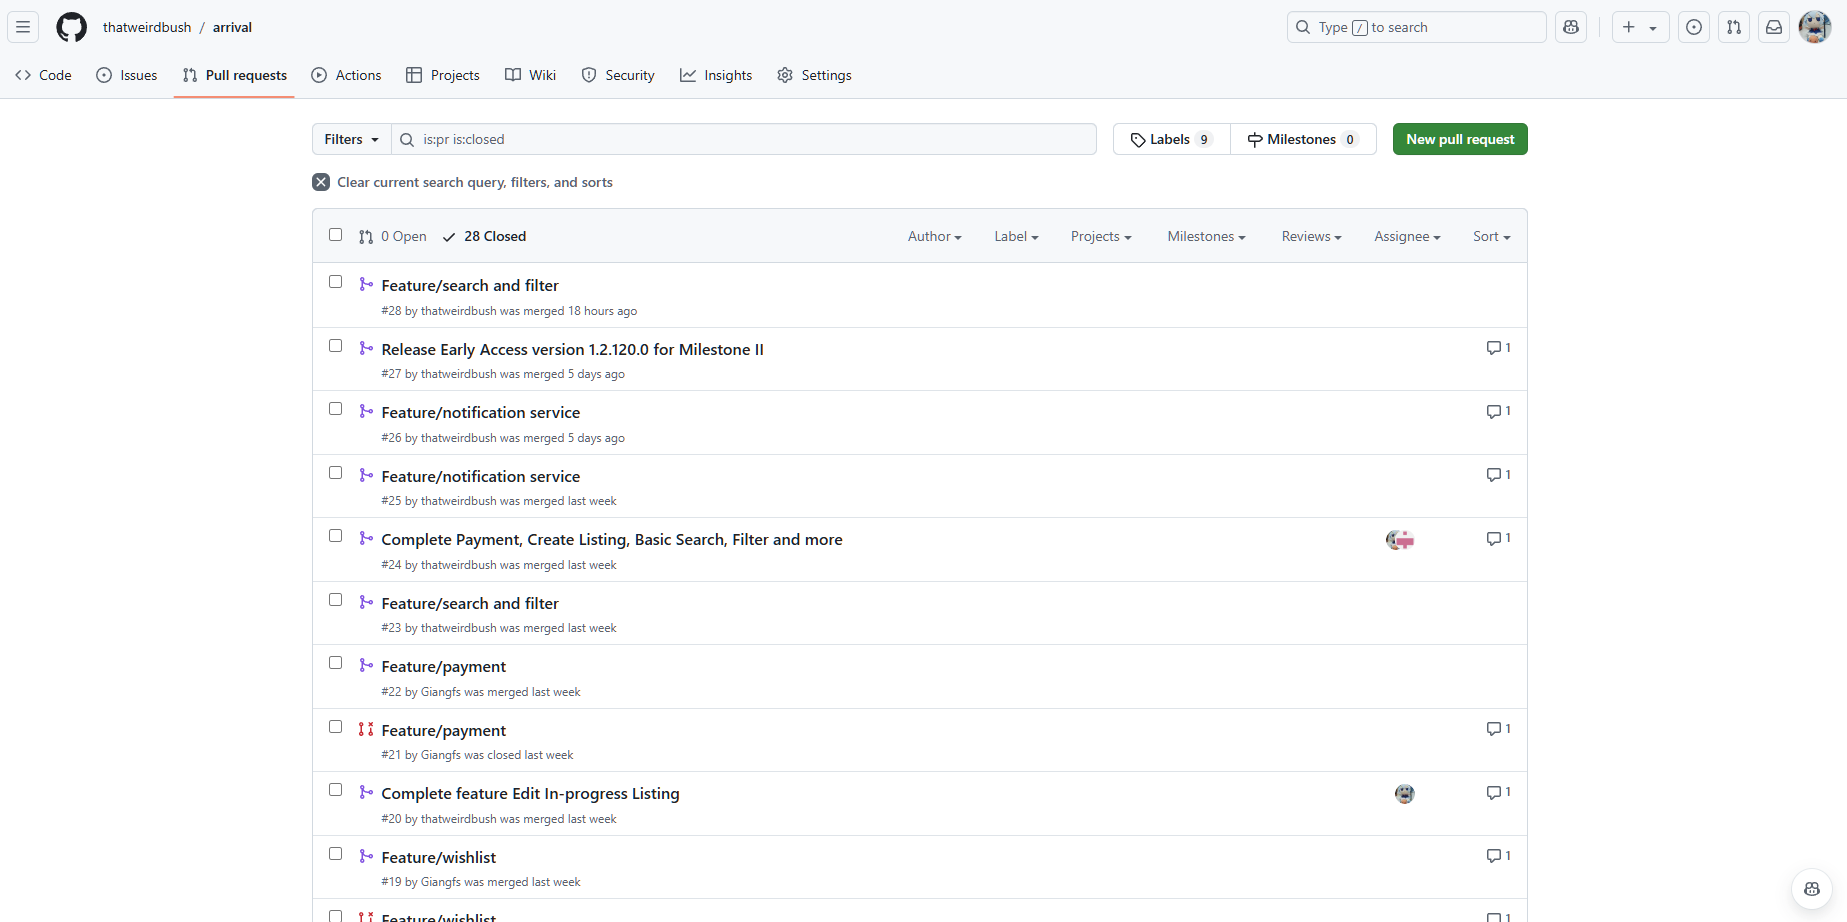 thatweirdbush / arrival
Type / to search
Code Issues Pull requests Actions Projects Wiki Security Insights Settings
Filters is:pr is:closed Labels 9 Milestones 0 New pull request
Clear current search query, filters, and sorts
0 Open 28 Closed Author Label Projects Milestones Reviews Assignee Sort
Feature/search and filter
#28 by thatweirdbush was merged 18 hours ago
Release Early Access version 1.2.120.0 for Milestone II 1
#27 by thatweirdbush was merged 5 days ago
Feature/notification service 1
#26 by thatweirdbush was merged 5 days ago
Feature/notification service 1
#25 by thatweirdbush was merged last week
Complete Payment, Create Listing, Basic Search, Filter and more 1
#24 by thatweirdbush was merged last week
Feature/search and filter
#23 by thatweirdbush was merged last week
Feature/payment
#22 by Giangfs was merged last week
Feature/payment 1
#21 by Giangfs was closed last week
Complete feature Edit In-progress Listing 1
#20 by thatweirdbush was merged last week
Feature/wishlist 1
#19 by Giangfs was merged last week
Feature/wishlist 1